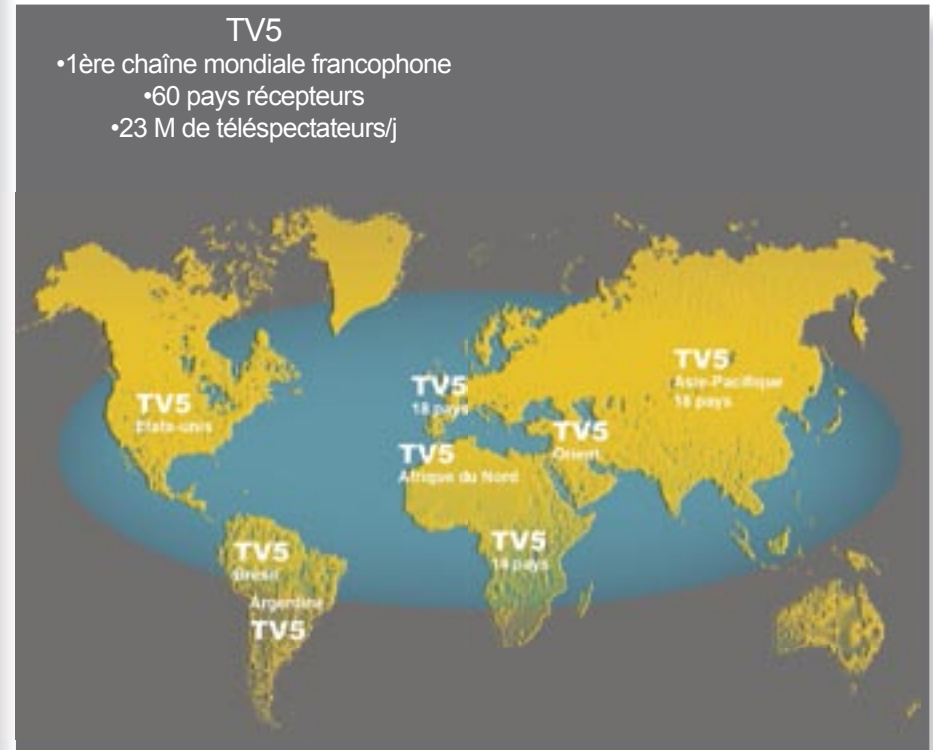 TV5
•1ère chaîne mondiale francophone
•60 pays récepteurs
•23 M de téléspectateurs/j
TV5
Asie-Pacifique
18 pays
TV5
18 pays
TV5
Etats-unis
TV5
Orient
TV5
Afrique du Nord
TV5
14 pays
TV5
Brésil
Argentine
TV5